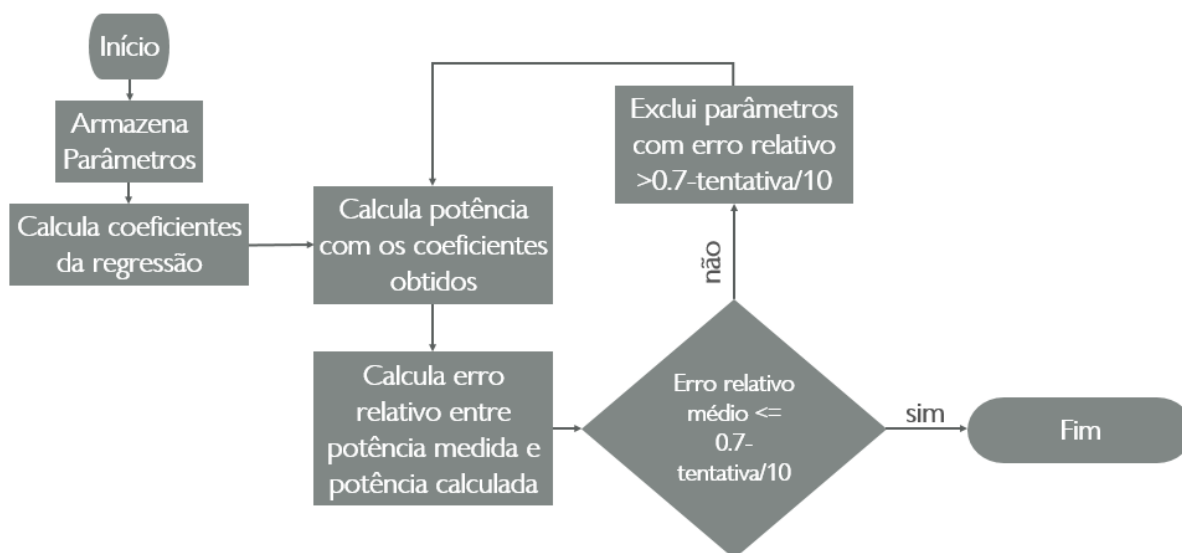 Início
Armazena
Parâmetros
Calcula coeficientes
da regressão
Calcula potência
com os coeficientes
obtidos
Calcula erro
relativo entre
potência medida e
potência calculada
Erro relativo
médio <=
0.7-
tentativa/10
não
Exclui parâmetros
com erro relativo
>0.7-tentativa/10
sim
Fim